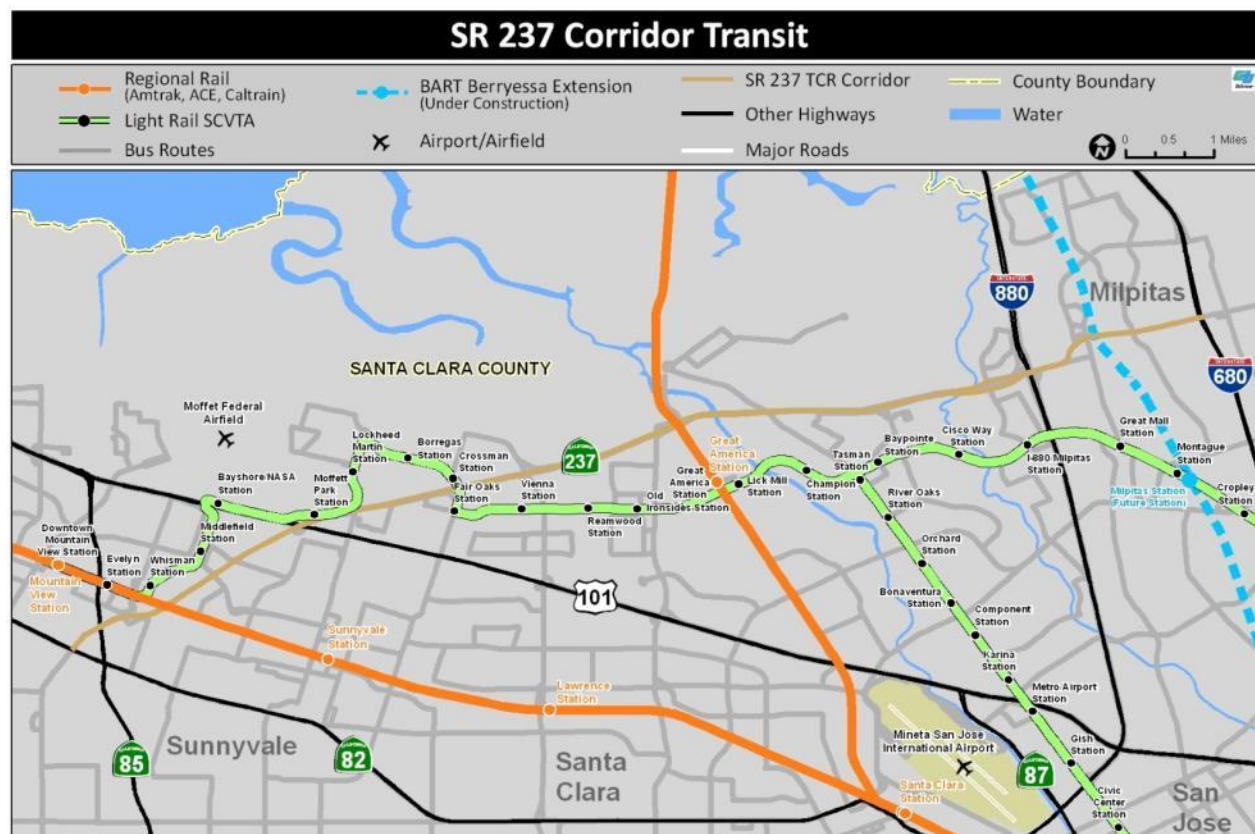 SR 237 Corridor Transit
Regional Rail
(Amtrak, ACE, Caltrain)
Light Rail SCVTA
Bus Routes
BART Berryessa Extension
(Under Construction)
Airport/Airfield
SR 237 TCR Corridor
Other Highways
Major Roads
County Boundary
Water
N
0 0.5 1 Miles
INTERSTATE
880
Milpitas
INTERSTATE
680
SANTA CLARA COUNTY
Moffet Federal
Airfield
Lockheed
Martin Station
Borregas
Station
Crossman
Station
CALIFORNIA
237
Great
America
Station
Bayshore/NASA
Station
Moffett
Park Station
Fair Oaks
Station
Vienna
Station
Reamwood
Station
Old
Ironsides Station
Great
America
Station
Lick Mill
Station
Champion
Station
Tasman
Station
Baypointe
Station
Cisco Way
Station
I-880 Milpitas
Station
Great Mall
Station
Montague
Station
Milpitas Station
(Future Station)
Cropley
Station
River Oaks
Station
Orchard
Station
Bonaventura
Station
Component
Station
Karina
Station
Metro Airport
Station
Gish
Station
Civic
Center
Station
Downtown
Mountain
View Station
Mountain
View
Station
Evelyn
Station
Whisman
Station
Middlefield
Station
101
Sunnyvale
Station
Lawrence
Station
Mineta San Jose
International Airport
Santa Clara
Station
Sunnyvale
CALIFORNIA
85
CALIFORNIA
82
Santa
Clara
CALIFORNIA
87
San
Jose